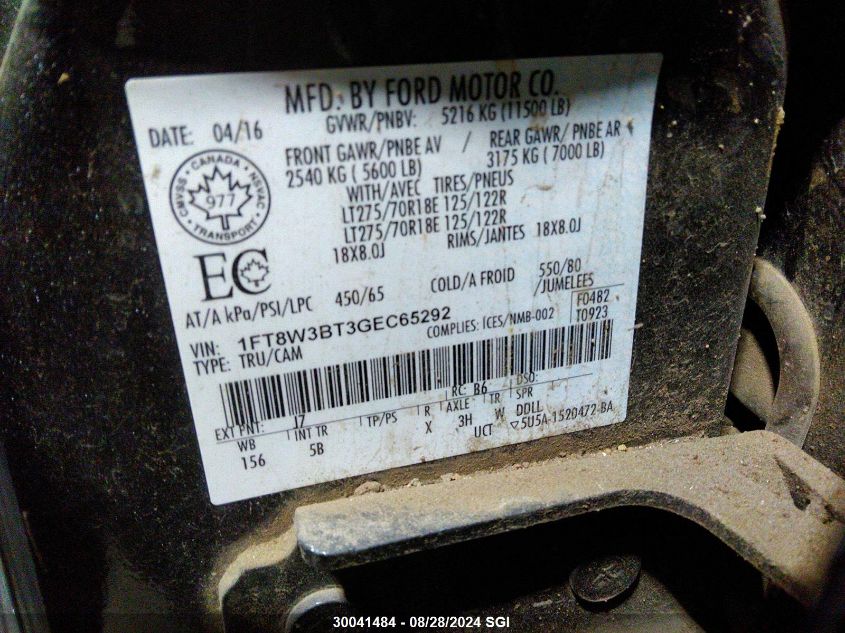 MFD. BY FORD MOTOR CO.
DATE: 04/16
GVWR/PNBV: 5216 KG (11500 LB)
FRONT GAWR/PNBE AV / REAR GAWR/ PNBE AR
2540 KG ( 5600 LB) 3175 KG ( 7000 LB)
WITH/AVEC TIRES/PNEUS
LT275/70R18E 125/122R
LT275/70R18E 125/122R
18X8.0J RIMS/JANTES 18X8.0J
CANADA
CMVSS NSVAC
977
TRANSPORT
EC
AT/A kPa/PSI/LPC 450/65 COLD/A FROID 550/80
/JUMELEES
VIN: 1FT8W3BT3GEC65292 COMPLIES: ICES/NMB-002 F0482
TYPE: TRU/CAM T0923
RC: B6 DSO:
EXT PNT: J7
WB INT TR TP/PS R AXLE TR SPR
156 5B X 3H W DDLL
UCT ▽5U5A-1520472-BA
30041484 - 08/28/2024 SGI